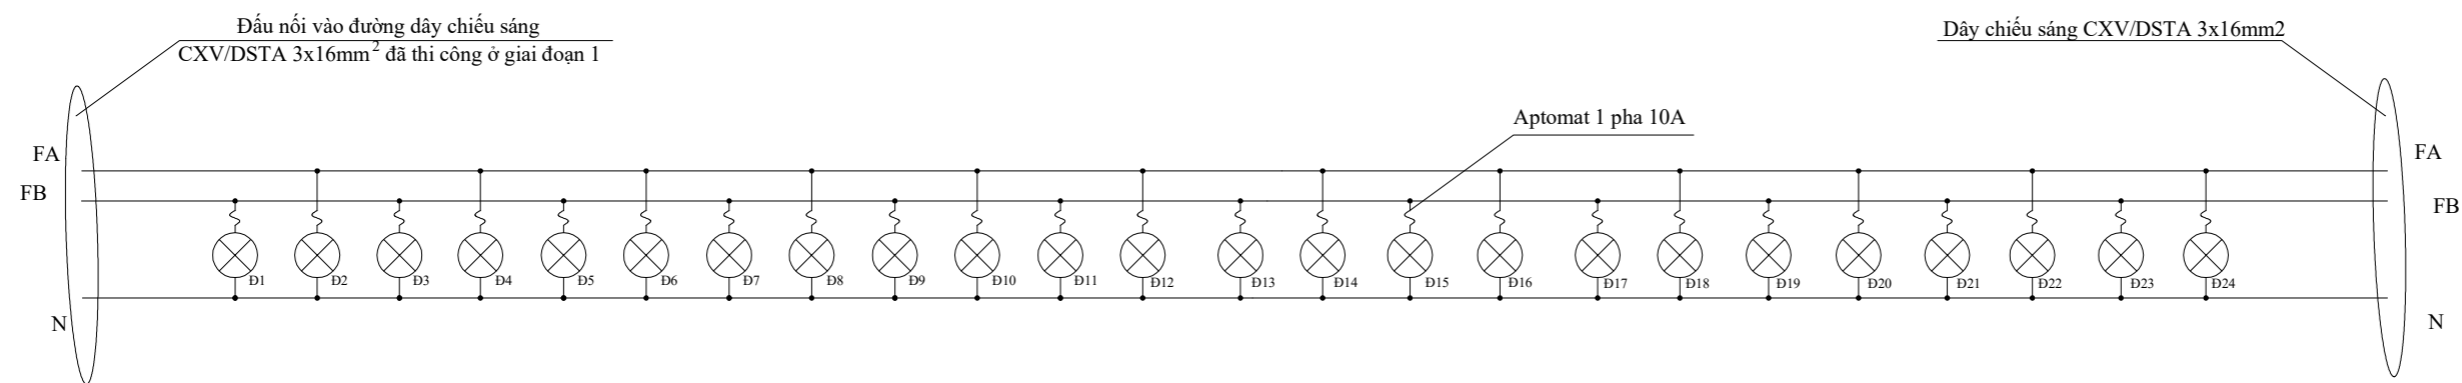 Đấu nối vào đường dây chiếu sáng
CXV/DSTA 3x16mm² đã thi công ở giai đoạn 1
Dây chiếu sáng CXV/DSTA 3x16mm2
Aptomat 1 pha 10A
FA
FA
FB
FB
Đ1
Đ2
Đ3
Đ4
Đ5
Đ6
Đ7
Đ8
Đ9
Đ10
Đ11
Đ12
Đ13
Đ14
Đ15
Đ16
Đ17
Đ18
Đ19
Đ20
Đ21
Đ22
Đ23
Đ24
N
N